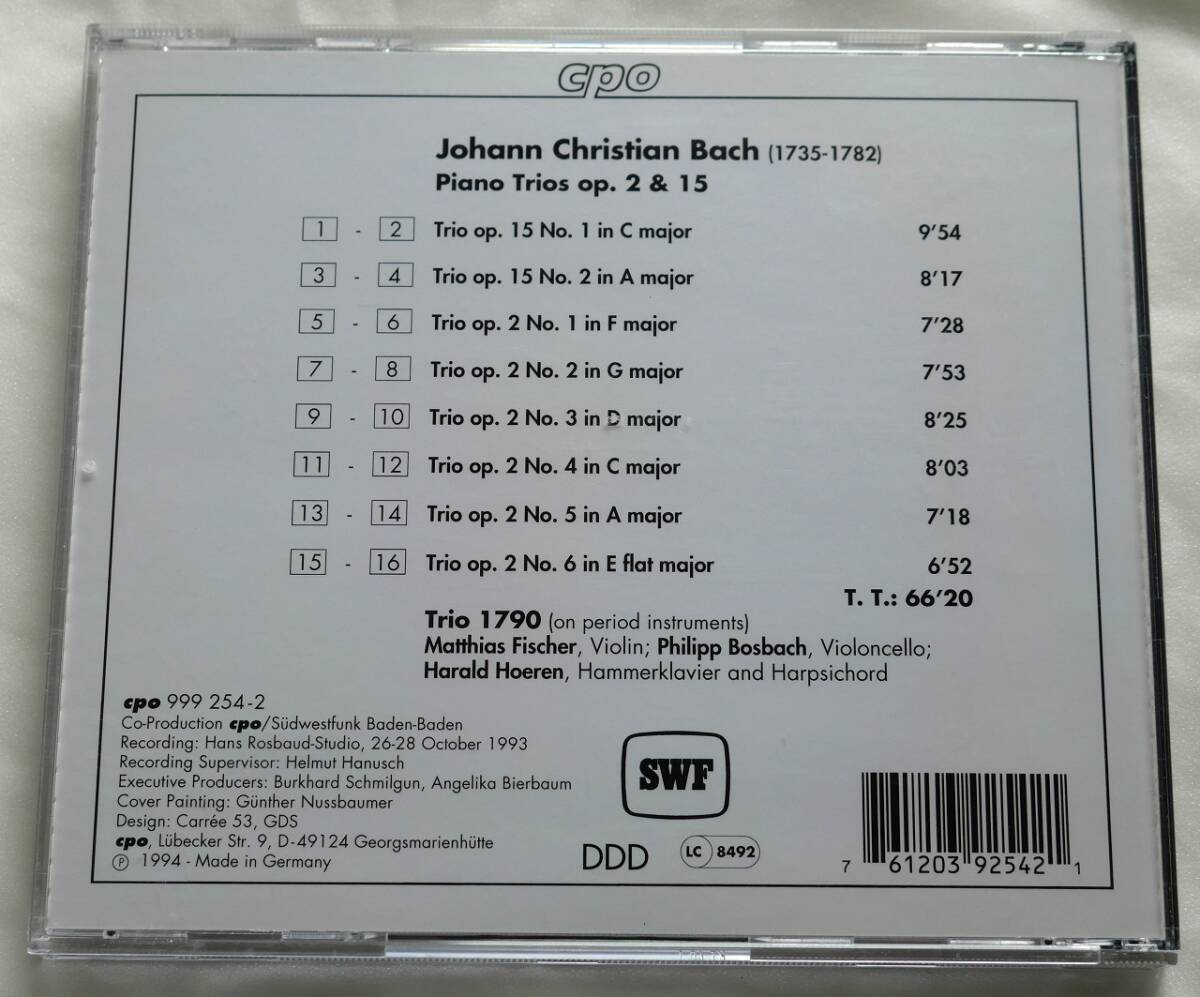 cpo
Johann Christian Bach (1735-1782)
Piano Trios op. 2 & 15
1 - 2 Trio op. 15 No. 1 in C major 9'54
3 - 4 Trio op. 15 No. 2 in A major 8'17
5 - 6 Trio op. 2 No. 1 in F major 7'28
7 - 8 Trio op. 2 No. 2 in G major 7'53
9 - 10 Trio op. 2 No. 3 in D major 8'25
11 - 12 Trio op. 2 No. 4 in C major 8'03
13 - 14 Trio op. 2 No. 5 in A major 7'18
15 - 16 Trio op. 2 No. 6 in E flat major 6'52
T. T.: 66'20
Trio 1790 (on period instruments)
Matthias Fischer, Violin; Philipp Bosbach, Violoncello;
Harald Hoeren, Hammerklavier and Harpsichord
cpo 999 254-2
Co-Production cpo/Südwestfunk Baden-Baden
Recording: Hans Rosbaud-Studio, 26-28 October 1993
Recording Supervisor: Helmut Hanusch
Executive Producers: Burkhard Schmilgun, Angelika Bierbaum
Cover Painting: Günther Nussbaumer
Design: Carrée 53, GDS
cpo, Lübecker Str. 9, D-49124 Georgsmarienhütte
℗ 1994 - Made in Germany
SWF
DDD
LC 8492
7 61203 92542 1